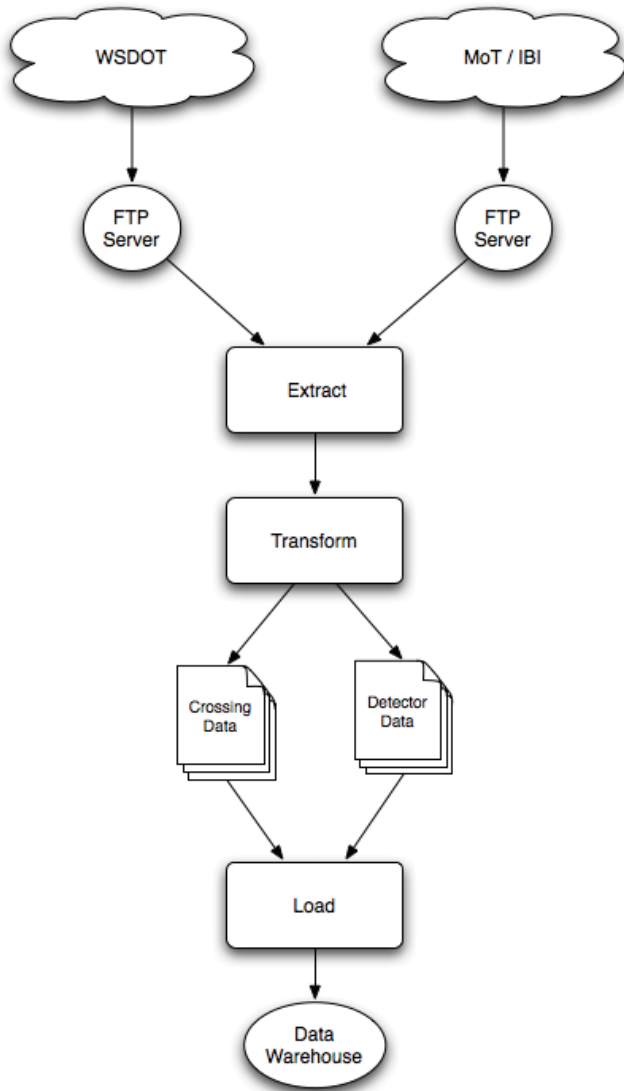 WSDOT
MoT / IBI
FTP
Server
FTP
Server
Extract
Transform
Crossing
Data
Detector
Data
Load
Data
Warehouse